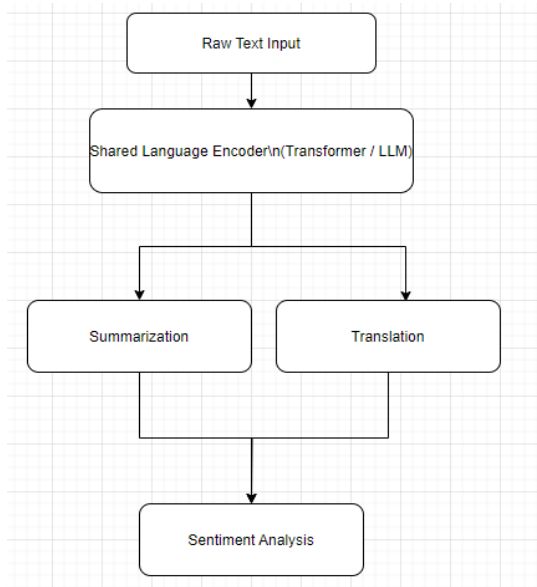 Raw Text Input
Shared Language Encoder\n(Transformer / LLM)
Summarization
Translation
Sentiment Analysis